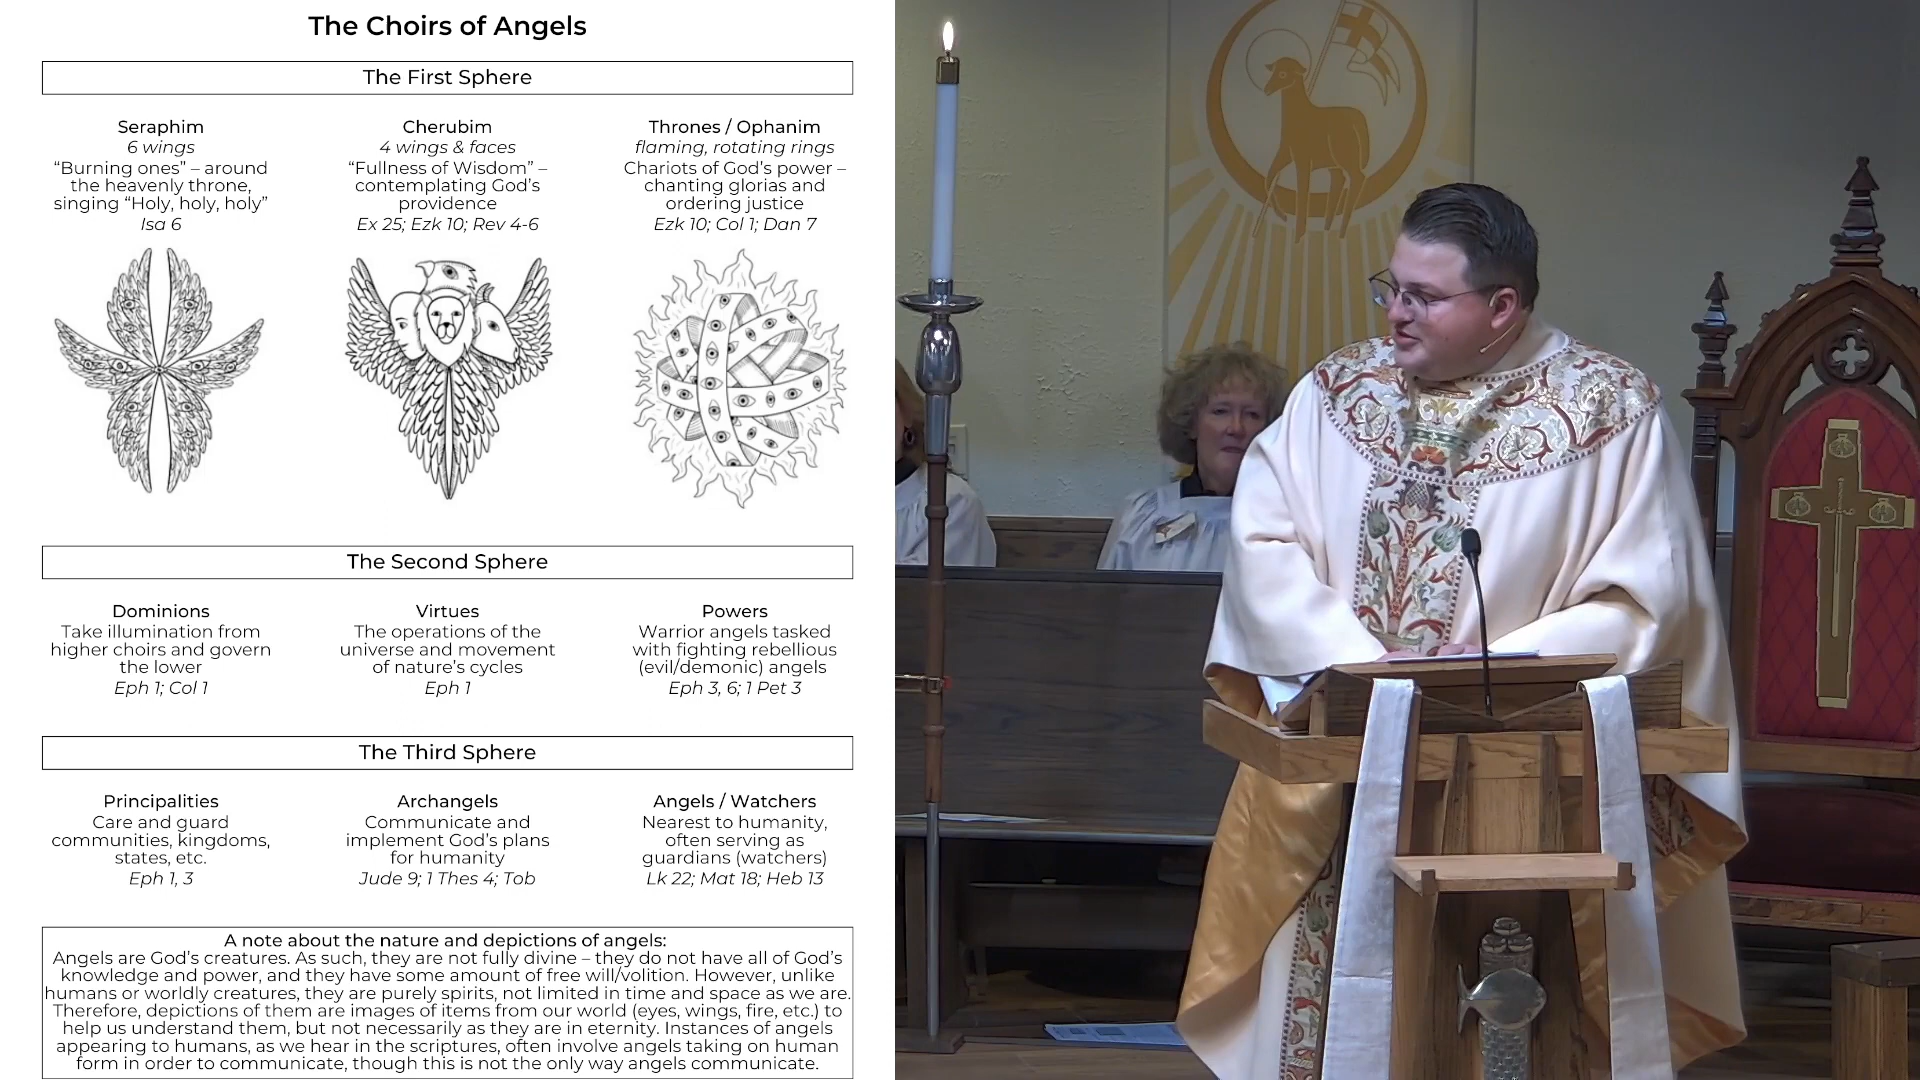 The Choirs of Angels
The First Sphere
Seraphim
6 wings
“Burning ones” – around
the heavenly throne,
singing “Holy, holy, holy”
Isa 6
Cherubim
4 wings & faces
“Fullness of Wisdom” –
contemplating God’s
providence
Ex 25; Ezk 10; Rev 4-6
Thrones / Ophanim
flaming, rotating rings
Chariots of God’s power –
chanting glorias and
ordering justice
Ezk 10; Col 1; Dan 7
The Second Sphere
Dominions
Take illumination from
higher choirs and govern
the lower
Eph 1; Col 1
Virtues
The operations of the
universe and movement
of nature’s cycles
Eph 1
Powers
Warrior angels tasked
with fighting rebellious
(evil/demonic) angels
Eph 3, 6; 1 Pet 3
The Third Sphere
Principalities
Care and guard
communities, kingdoms,
states, etc.
Eph 1, 3
Archangels
Communicate and
implement God’s plans
for humanity
Jude 9; 1 Thes 4; Tob
Angels / Watchers
Nearest to humanity,
often serving as
guardians (watchers)
Lk 22; Mat 18; Heb 13
A note about the nature and depictions of angels:
Angels are God’s creatures. As such, they are not fully divine – they do not have all of God’s
knowledge and power, and they have some amount of free will/volition. However, unlike
humans or worldly creatures, they are purely spirits, not limited in time and space as we are.
Therefore, depictions of them are images of items from our world (eyes, wings, fire, etc.) to
help us understand them, but not necessarily as they are in eternity. Instances of angels
appearing to humans, as we hear in the scriptures, often involve angels taking on human
form in order to communicate, though this is not the only way angels communicate.